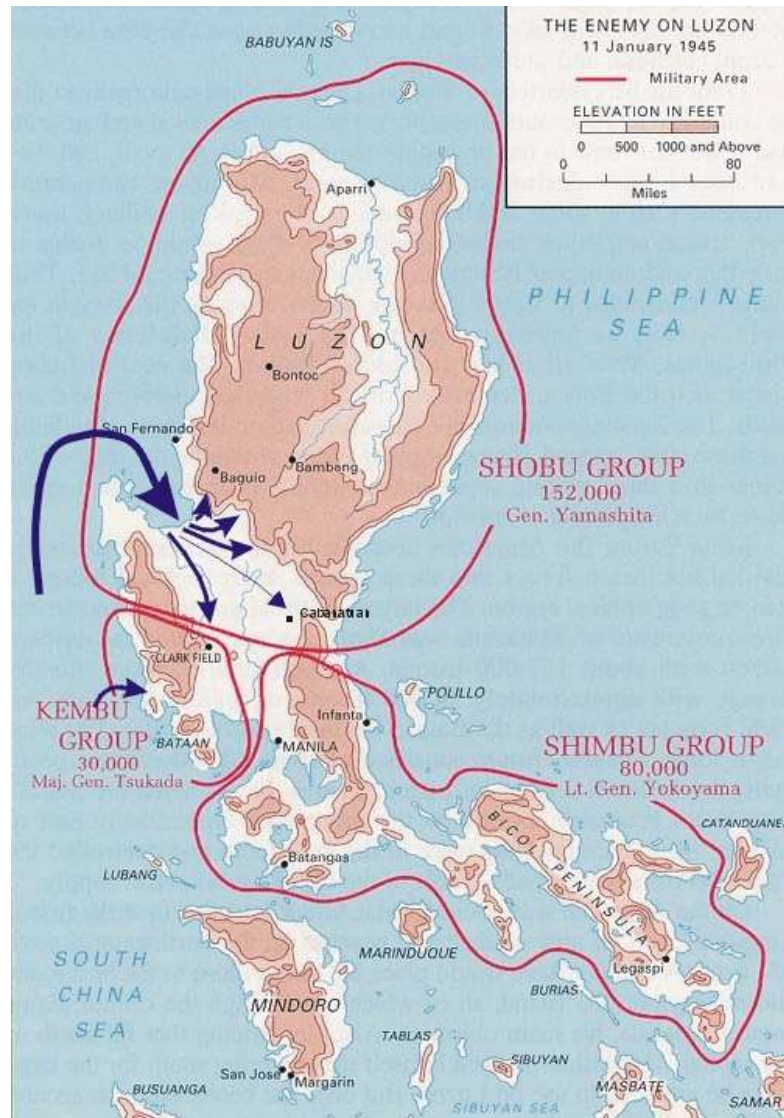 THE ENEMY ON LUZON
11 January 1945
Military Area
ELEVATION IN FEET
0 500 1000 and Above
0 80
Miles
BABUYAN IS
Aparri
PHILIPPINE
SEA
LUZON
Bontoc
San Fernando
Baguio
Bambang
SHOBU GROUP
152,000
Gen. Yamashita
CLARK FIELD
POLILLO
Infanta
KEMBU
GROUP
30,000
Maj. Gen. Tsukada
BATAAN
MANILA
SHIMBU GROUP
80,000
Lt. Gen. Yokoyama
CATANDUANE
BICOL PENINSULA
Batangas
LUBANG
MARINDUQUE
Legaspi
SOUTH
CHINA
SEA
MINDORO
BURIAS
TABLAS
SIBUYAN
San Jose
Margarin
BUSUANGA
MASBATE
SAMAR
SIBUYAN SEA